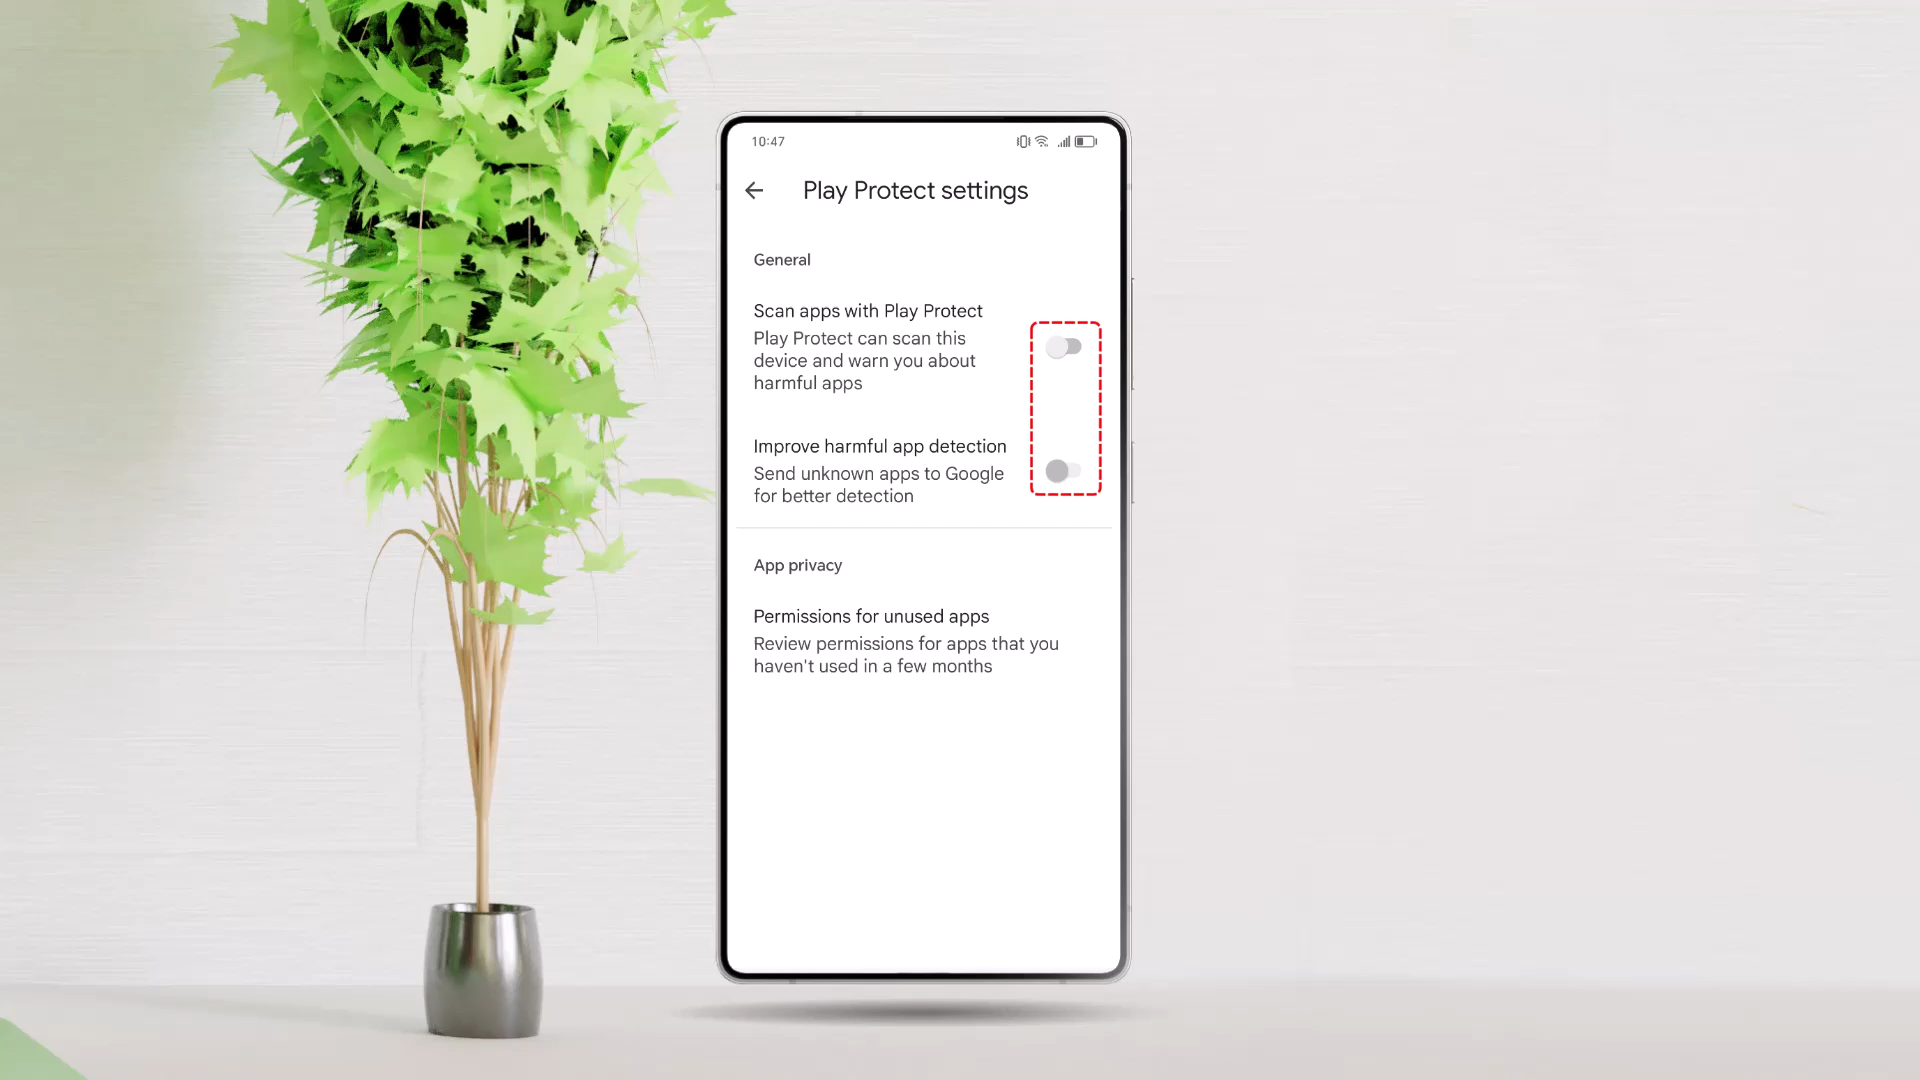 10:47
Play Protect settings
General
Scan apps with Play Protect
Play Protect can scan this
device and warn you about
harmful apps
Improve harmful app detection
Send unknown apps to Google
for better detection
App privacy
Permissions for unused apps
Review permissions for apps that you
haven't used in a few months